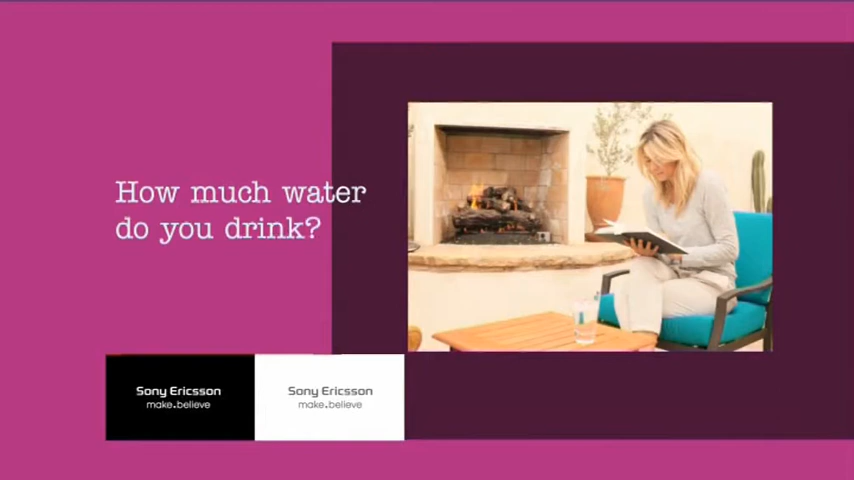 How much water
do you drink?
Sony Ericsson
make.believe
Sony Ericsson
make.believe